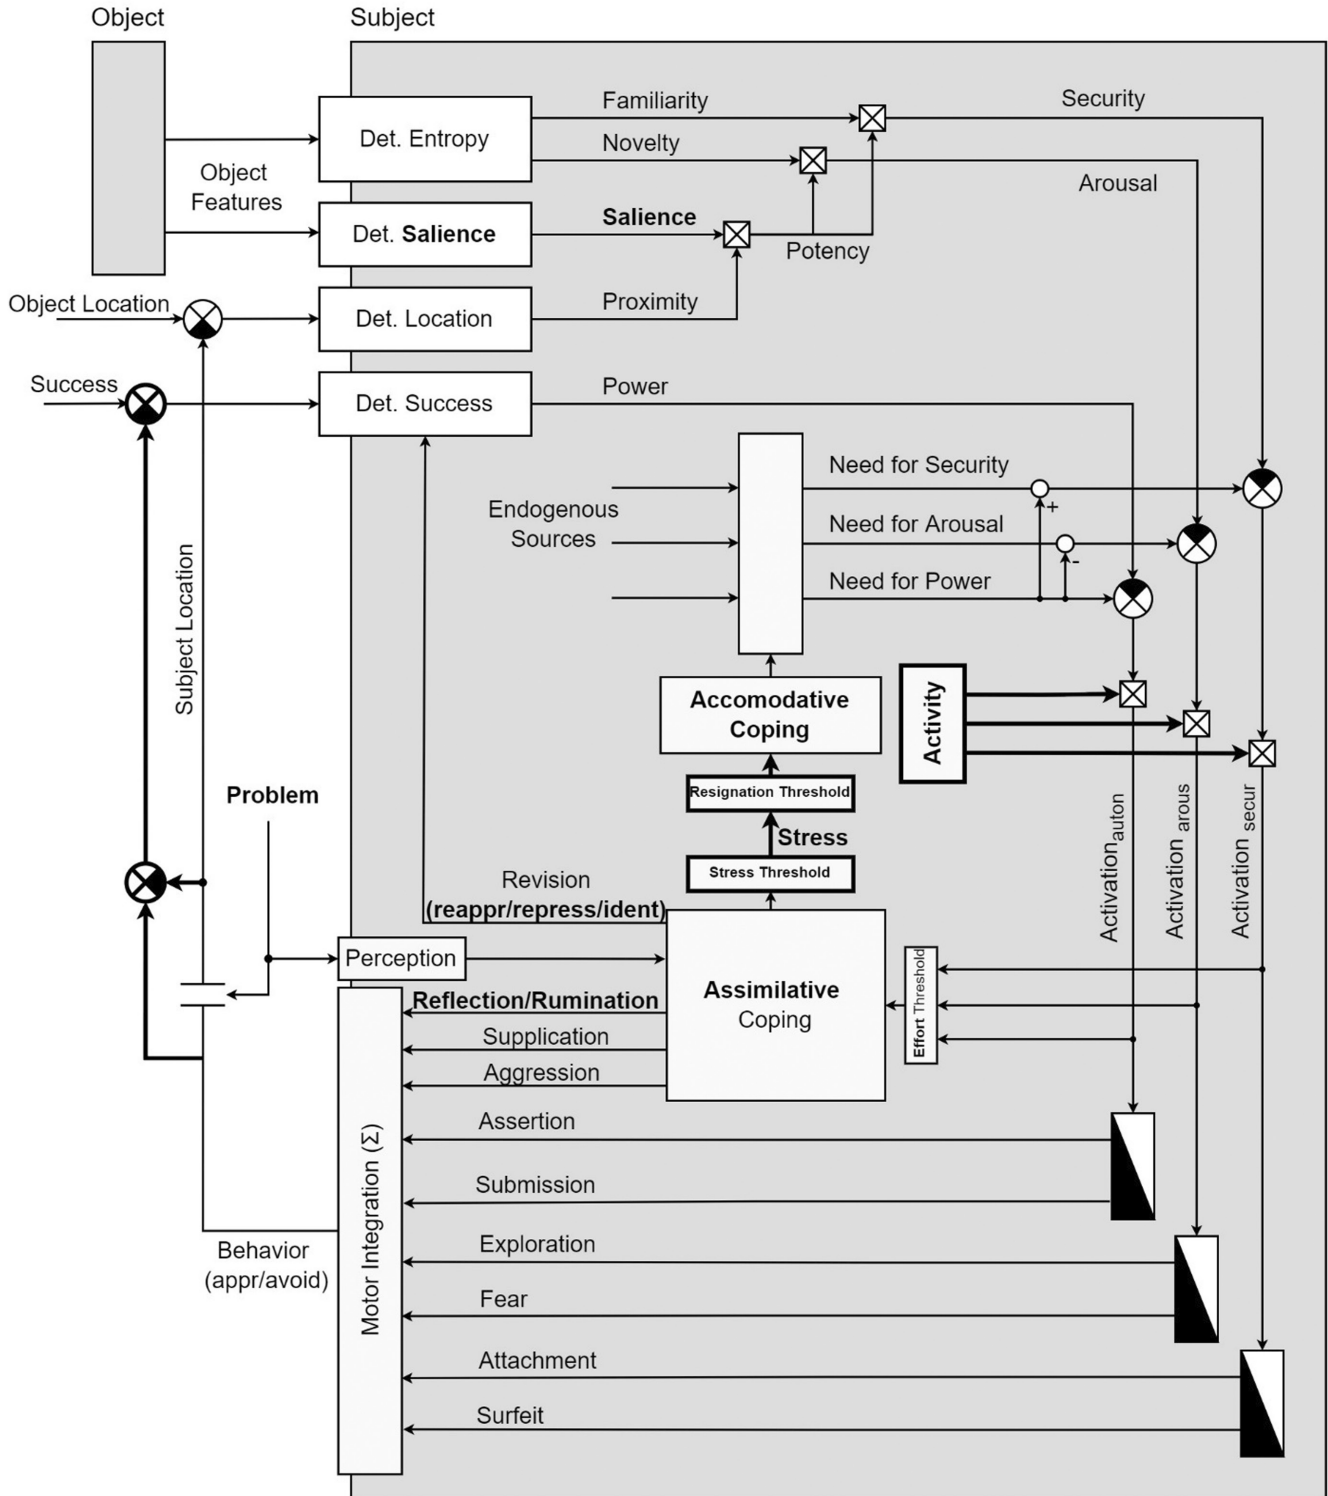 Object
Subject
Familiarity
Security
Det. Entropy
Novelty
Object
Features
Arousal
Salience
Det. Salience
Potency
Object Location
Proximity
Det. Location
Success
Power
Det. Success
Need for Security
Endogenous
Sources
+
Need for Arousal
-
Need for Power
Subject Location
Accomodative
Coping
Activity
Resignation Threshold
Problem
Stress
Stress Threshold
Activation auton
Activation arous
Activation secur
Revision
(reappr/repress/ident)
Perception
Reflection/Rumination
Assimilative
Coping
Effort Threshold
Supplication
Aggression
Assertion
Motor Integration (Σ)
Submission
Behavior
(appr/avoid)
Exploration
Fear
Attachment
Surfeit